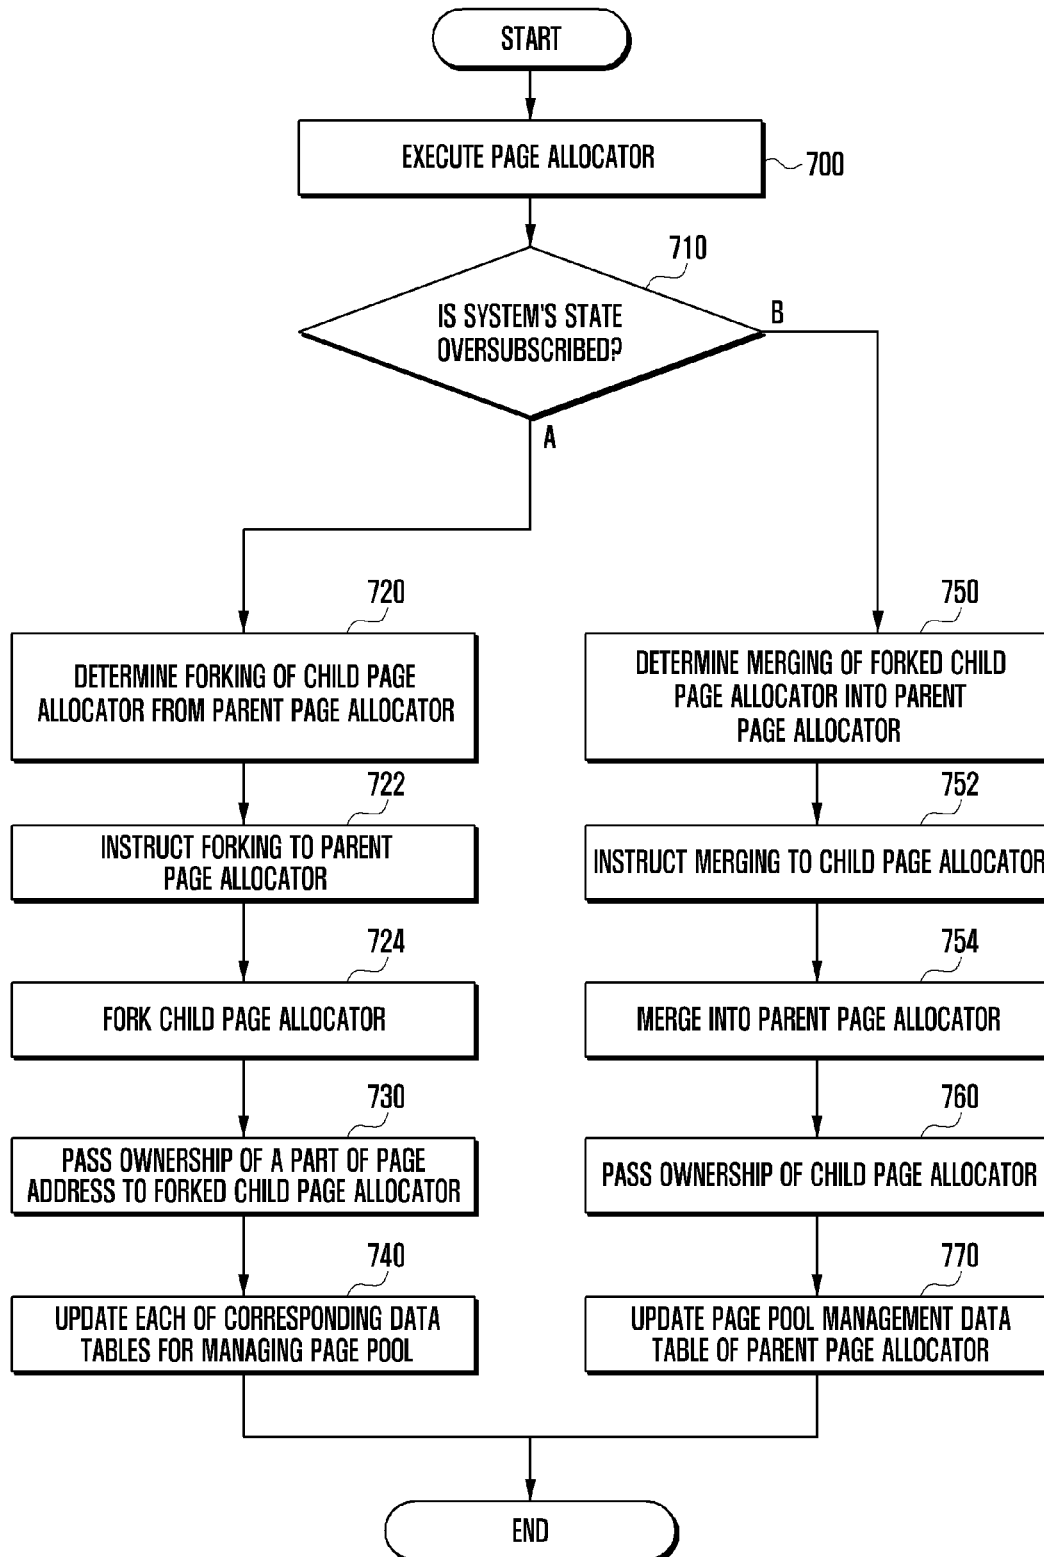 START
EXECUTE PAGE ALLOCATOR
700
710
IS SYSTEM'S STATE
OVERSUBSCRIBED?
B
A
720
DETERMINE FORKING OF CHILD PAGE
ALLOCATOR FROM PARENT PAGE ALLOCATOR
722
INSTRUCT FORKING TO PARENT
PAGE ALLOCATOR
724
FORK CHILD PAGE ALLOCATOR
730
PASS OWNERSHIP OF A PART OF PAGE
ADDRESS TO FORKED CHILD PAGE ALLOCATOR
740
UPDATE EACH OF CORRESPONDING DATA
TABLES FOR MANAGING PAGE POOL
750
DETERMINE MERGING OF FORKED CHILD
PAGE ALLOCATOR INTO PARENT
PAGE ALLOCATOR
752
INSTRUCT MERGING TO CHILD PAGE ALLOCATOR
754
MERGE INTO PARENT PAGE ALLOCATOR
760
PASS OWNERSHIP OF CHILD PAGE ALLOCATOR
770
UPDATE PAGE POOL MANAGEMENT DATA
TABLE OF PARENT PAGE ALLOCATOR
END